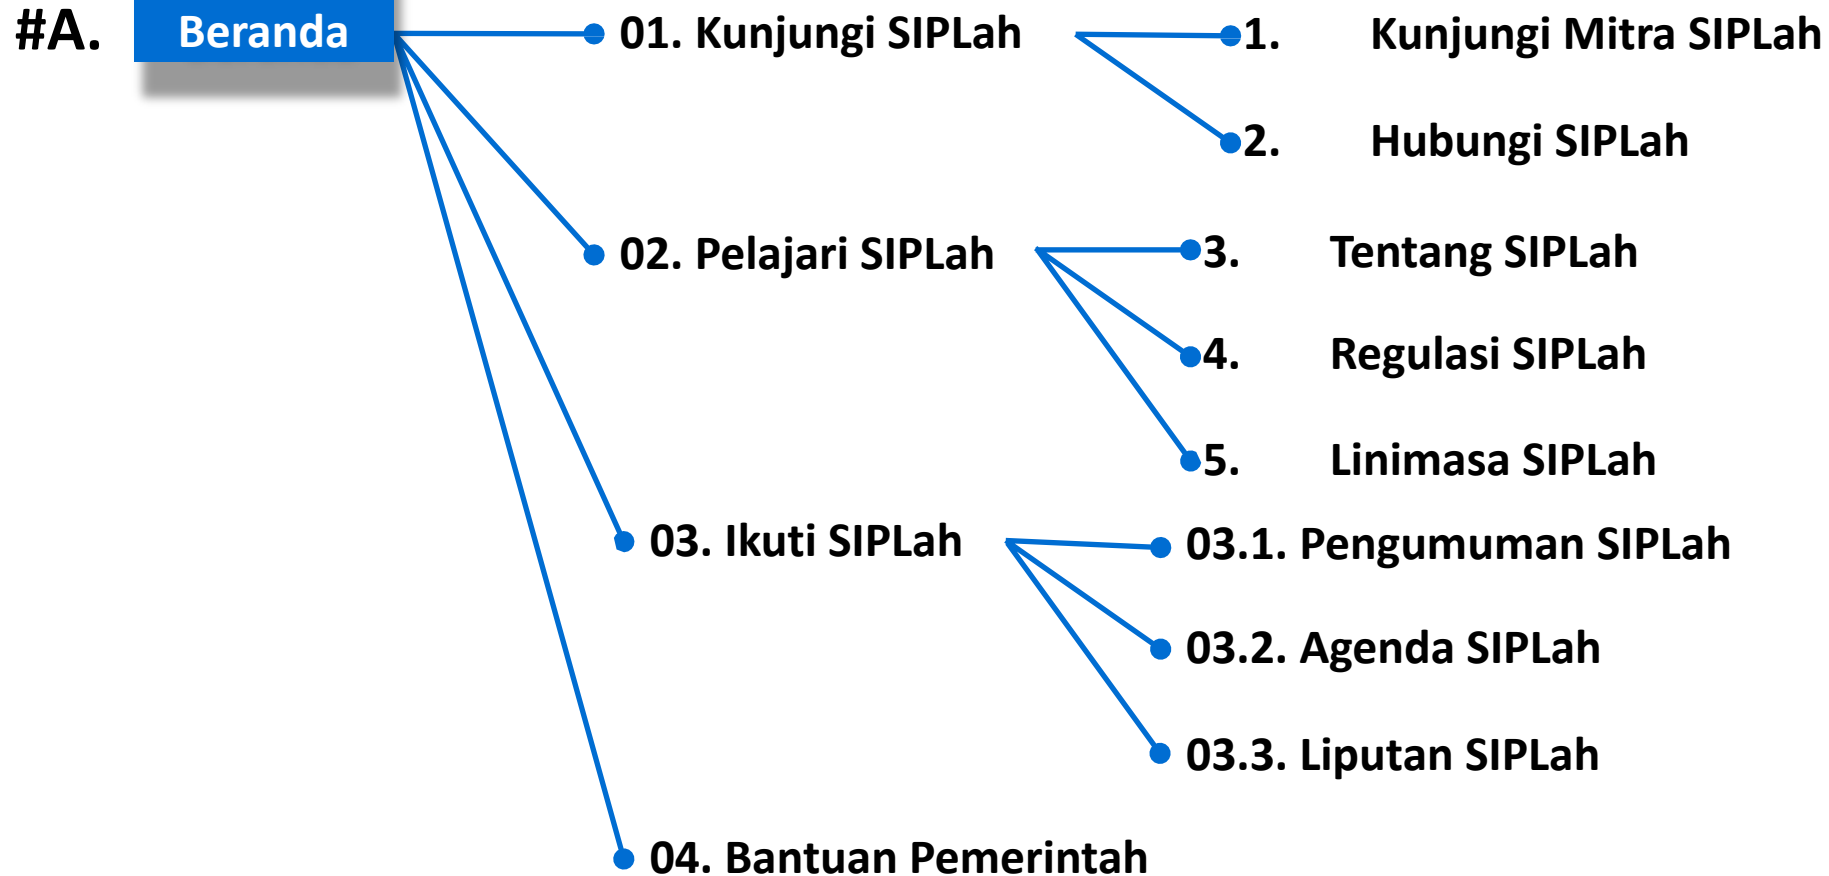 #A. Beranda
01. Kunjungi SIPLah
1. Kunjungi Mitra SIPLah
2. Hubungi SIPLah
02. Pelajari SIPLah
3. Tentang SIPLah
4. Regulasi SIPLah
5. Linimasa SIPLah
03. Ikuti SIPLah
03.1. Pengumuman SIPLah
03.2. Agenda SIPLah
03.3. Liputan SIPLah
04. Bantuan Pemerintah